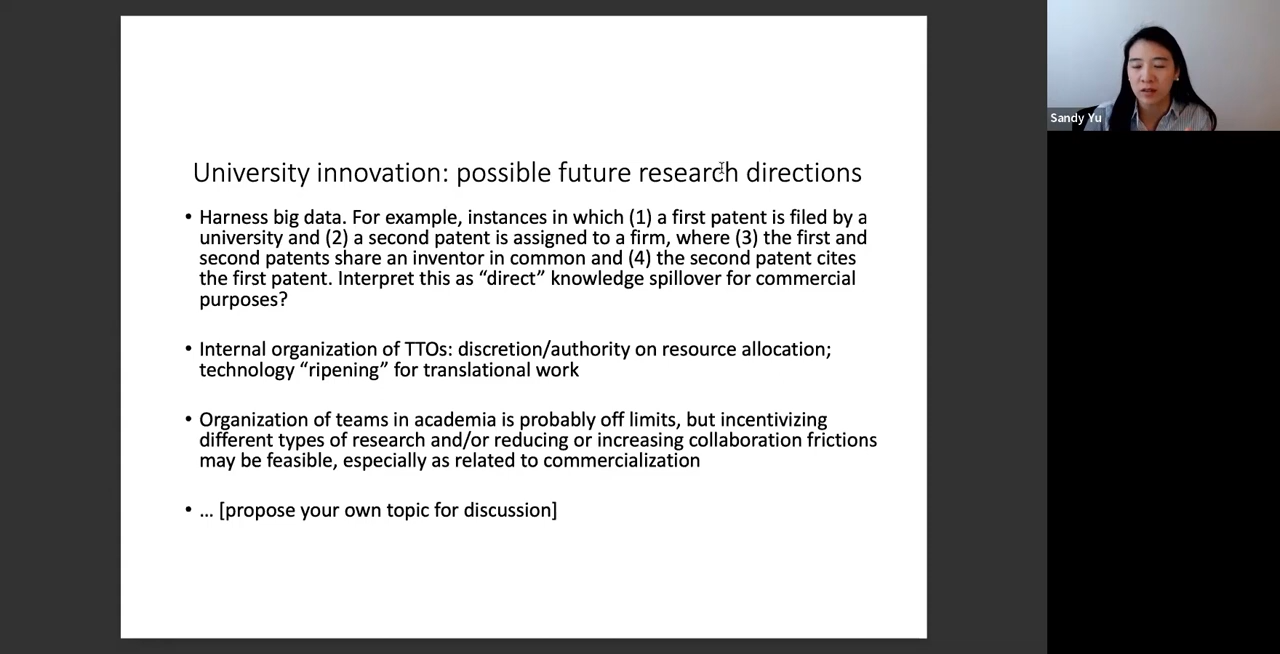 University innovation: possible future research directions
• Harness big data. For example, instances in which (1) a first patent is filed by a
university and (2) a second patent is assigned to a firm, where (3) the first and
second patents share an inventor in common and (4) the second patent cites
the first patent. Interpret this as “direct” knowledge spillover for commercial
purposes?
• Internal organization of TTOs: discretion/authority on resource allocation;
technology “ripening” for translational work
• Organization of teams in academia is probably off limits, but incentivizing
different types of research and/or reducing or increasing collaboration frictions
may be feasible, especially as related to commercialization
• … [propose your own topic for discussion]
Sandy Yu